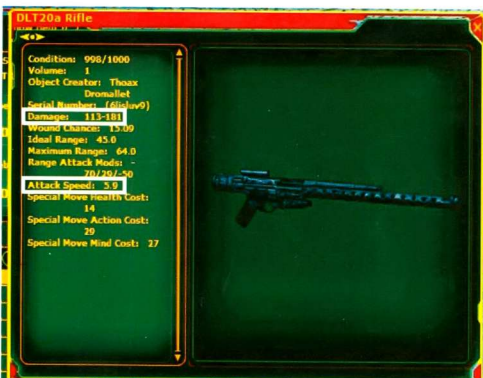 DLT20a Rifle
Condition: 998/1000
Volume: 1
Object Creator: Thoax
Dromallet
Serial Number: (6lisluv9)
Damage: 113-181
Wound Chance: 15.09
Ideal Range: 45.0
Maximum Range: 64.0
Range Attack Mods: -
70/29/-50
Attack Speed: 5.9
Special Move Health Cost:
14
Special Move Action Cost:
29
Special Move Mind Cost: 27